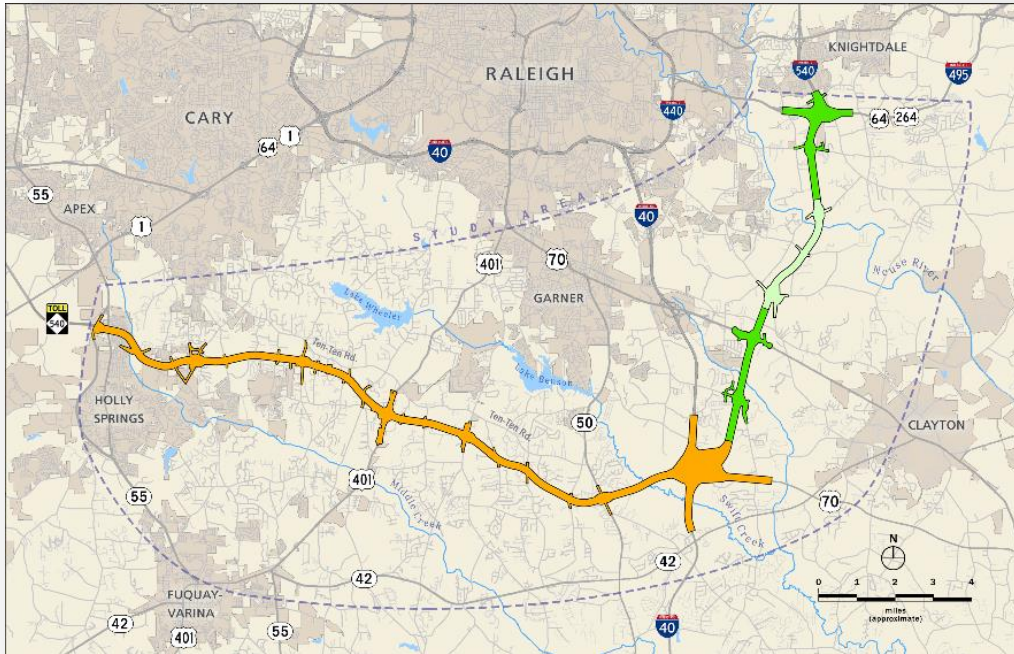 KNIGHTDALE
RALEIGH
540
495
CARY
440
64
264
1
64
40
55
APEX
1
STUDY AREA
40
401
70
Neuse River
GARNER
TOLL
540
Lake Wheeler
Ten-Ten Rd.
Lake Benson
HOLLY
SPRINGS
Ten-Ten Rd.
50
CLAYTON
401
55
Middle Creek
Swift Creek
70
N
42
42
0 1 2 3 4
miles
(approximate)
FUQUAY-
VARINA
42
401
55
40